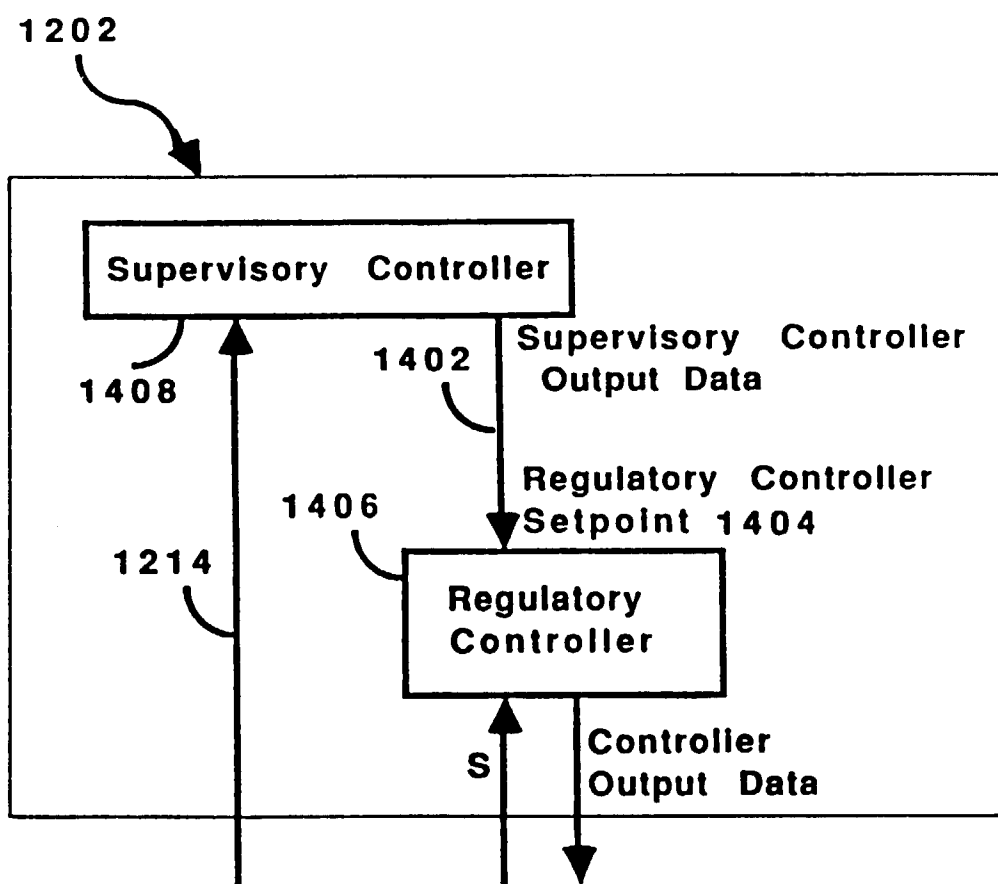 1202
Supervisory Controller
1408
1402
Supervisory Controller
Output Data
Regulatory Controller
Setpoint 1404
1406
1214
Regulatory
Controller
S
Controller
Output Data